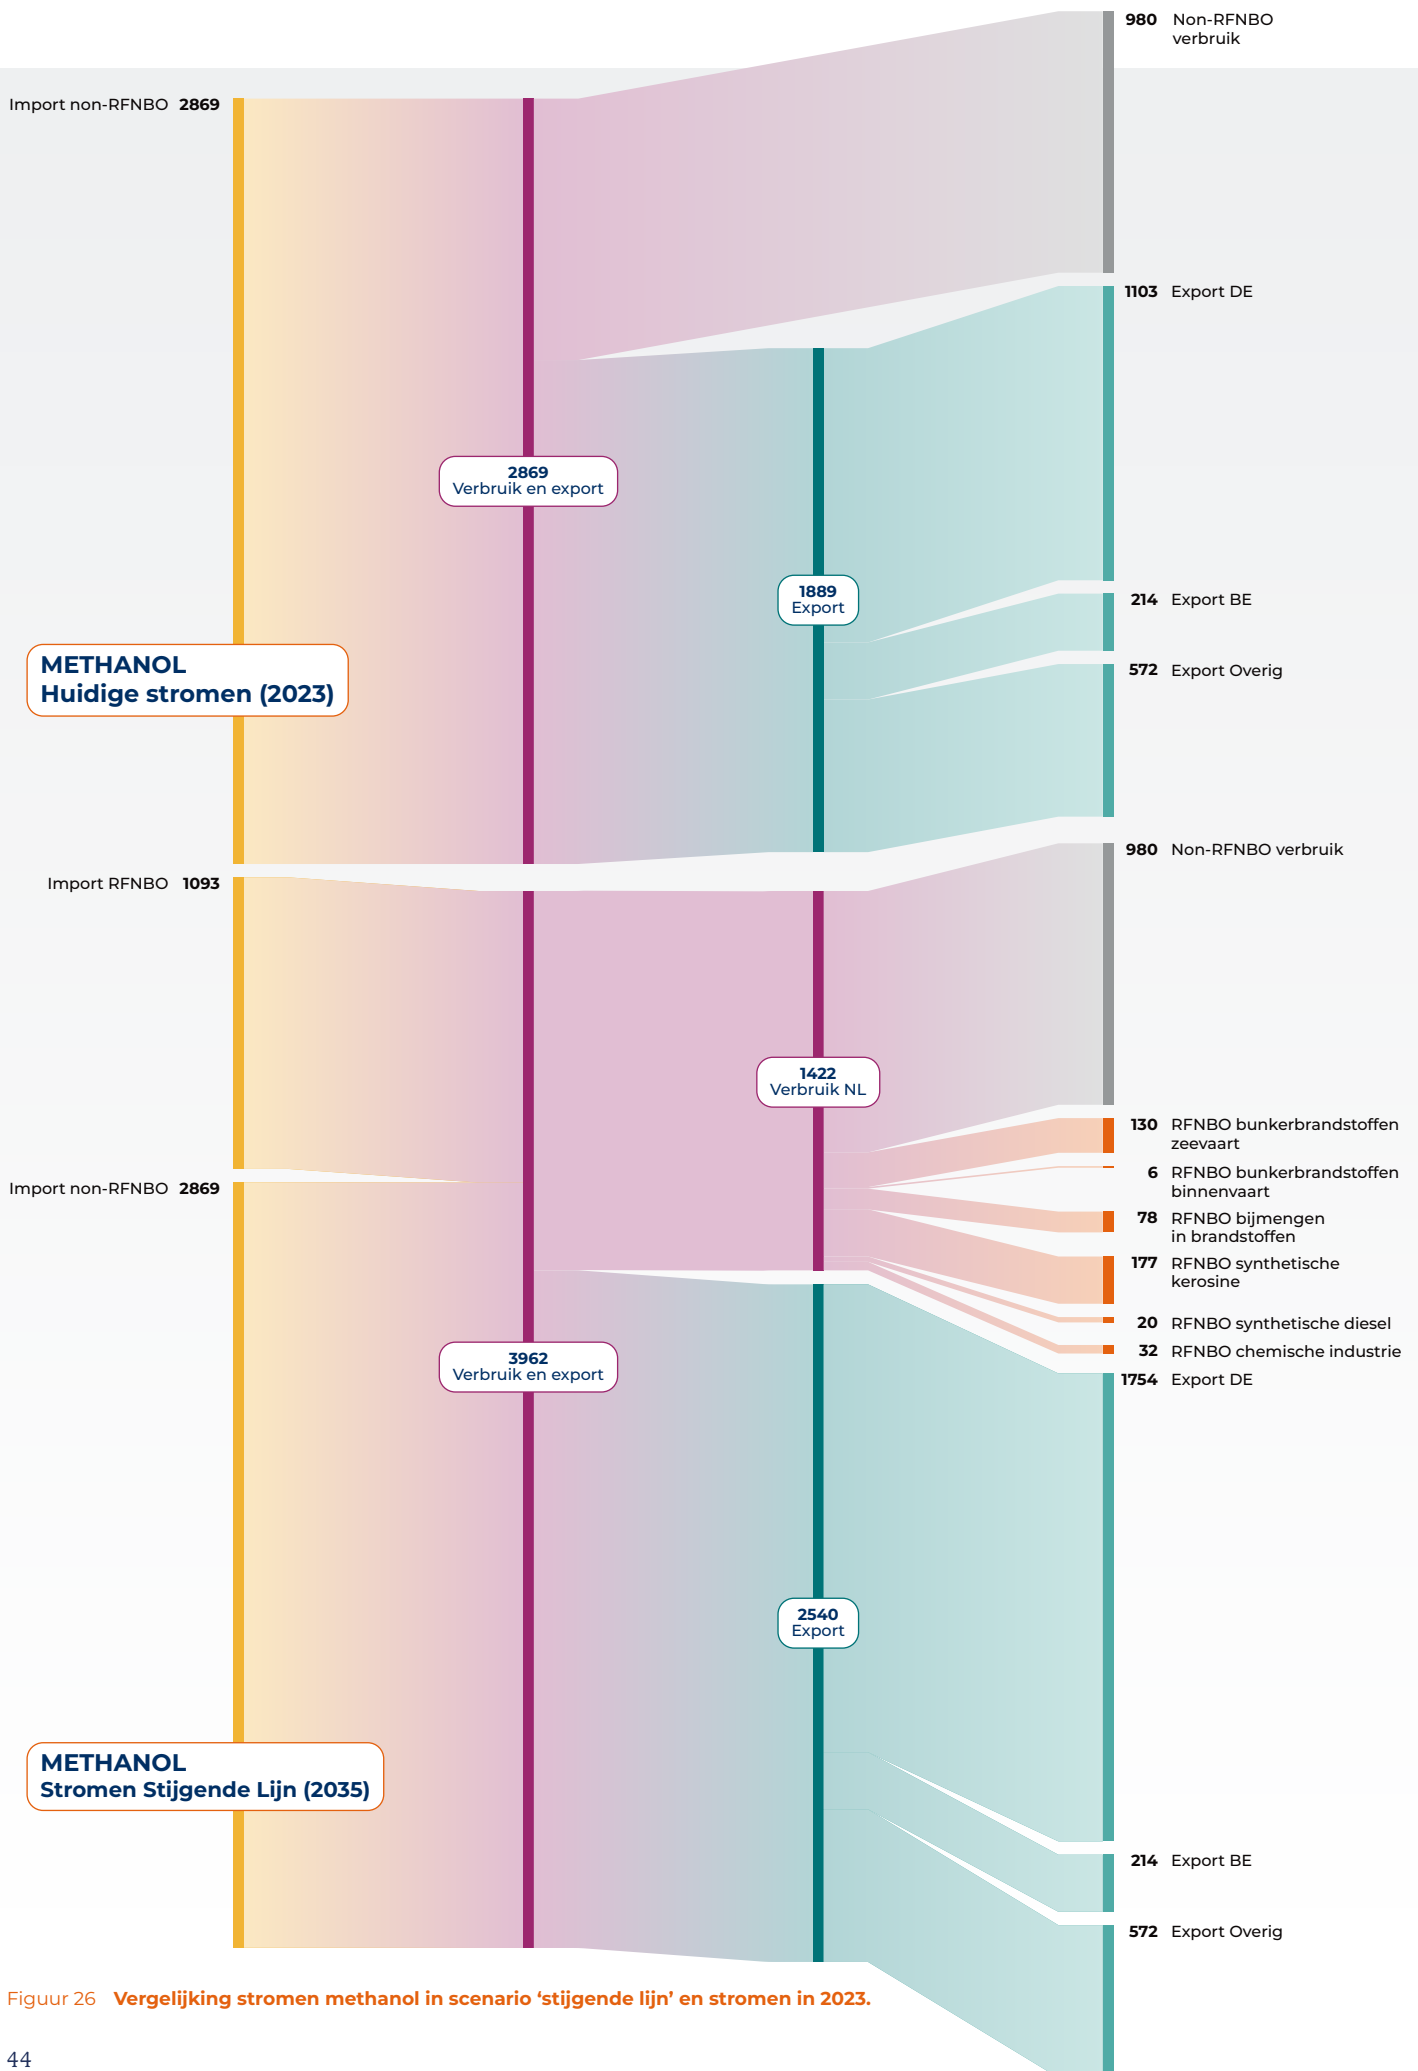 980 Non-RFNBO
verbruik
Import non-RFNBO 2869
1103 Export DE
2869
Verbruik en export
1889
Export
214 Export BE
572 Export Overig
METHANOL
Huidige stromen (2023)
980 Non-RFNBO verbruik
Import RFNBO 1093
1422
Verbruik NL
130 RFNBO bunkerbrandstoffen
zeevaart
6 RFNBO bunkerbrandstoffen
binnenvaart
Import non-RFNBO 2869
78 RFNBO bijmengen
in brandstoffen
177 RFNBO synthetische
kerosine
20 RFNBO synthetische diesel
32 RFNBO chemische industrie
3962
Verbruik en export
1754 Export DE
2540
Export
METHANOL
Stromen Stijgende Lijn (2035)
214 Export BE
572 Export Overig
Figuur 26 Vergelijking stromen methanol in scenario ‘stijgende lijn’ en stromen in 2023.
44